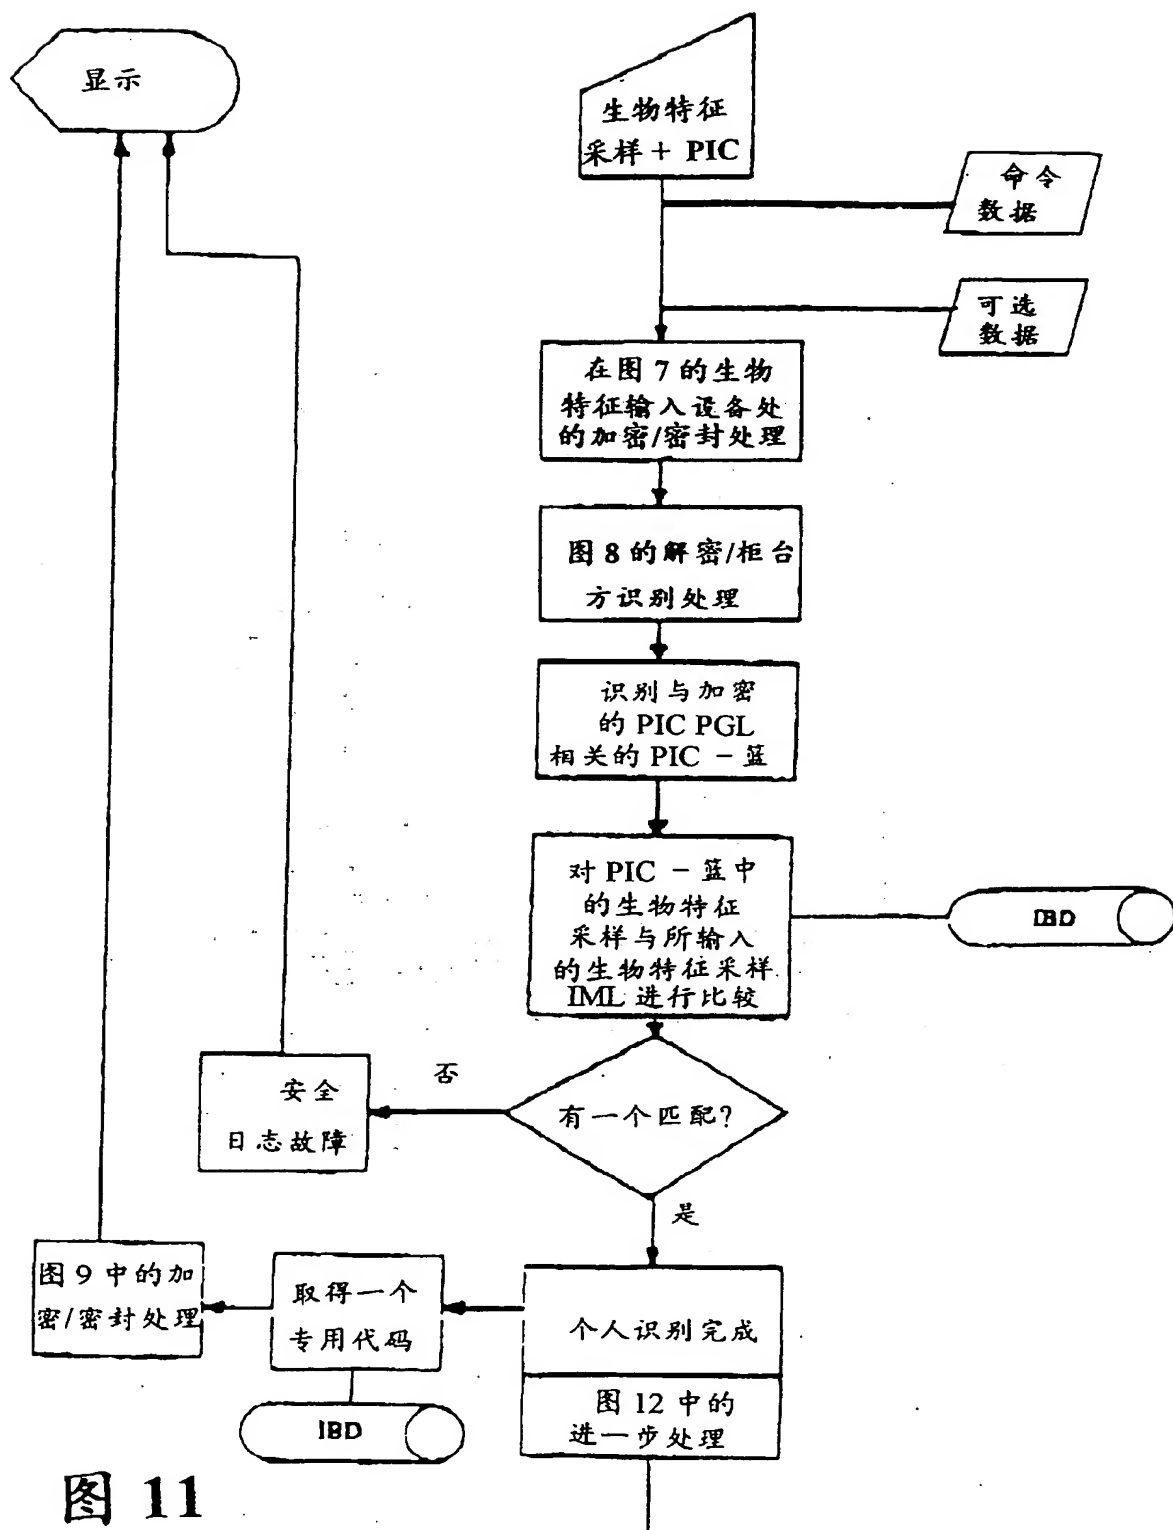 显示
生物特征
采样 + PIC
命令
数据
可选
数据
在图 7 的生物
特征输入设备处
的加密/密封处理
图 8 的解密/柜台
方识别处理
识别与加密
的 PIC PGL
相关的 PIC - 篮
对 PIC - 篮中
的生物特征
采样与所输入
的生物特征采样
IML 进行比较
IBD
否
安全
日志故障
有一个匹配?
是
图 9 中的加
密/密封处理
取得一个
专用代码
个人识别完成
图 12 中的
进一步处理
IBD
图 11